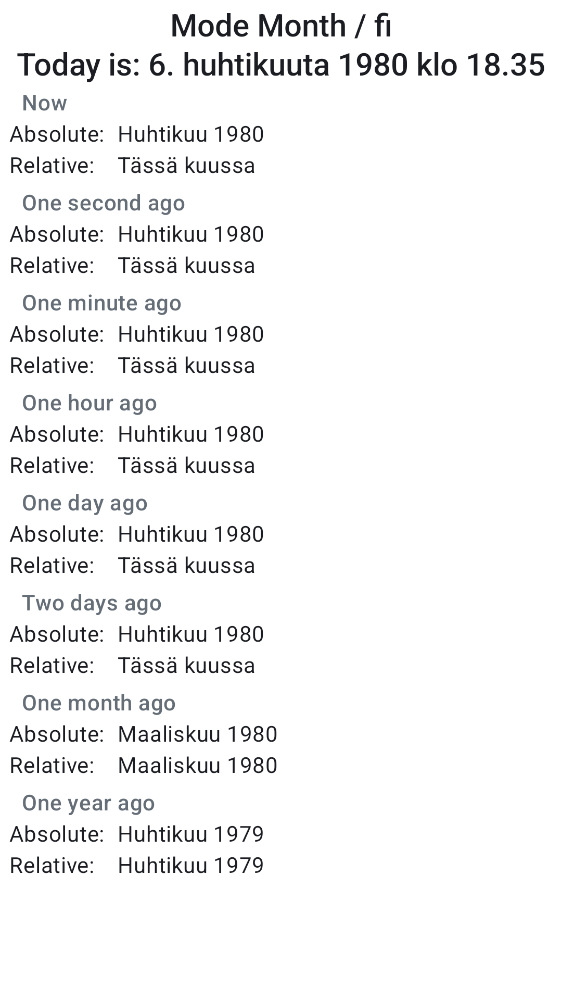 Mode Month / fi
Today is: 6. huhtikuuta 1980 klo 18.35
Now
Absolute: Huhtikuu 1980
Relative: Tässä kuussa
One second ago
Absolute: Huhtikuu 1980
Relative: Tässä kuussa
One minute ago
Absolute: Huhtikuu 1980
Relative: Tässä kuussa
One hour ago
Absolute: Huhtikuu 1980
Relative: Tässä kuussa
One day ago
Absolute: Huhtikuu 1980
Relative: Tässä kuussa
Two days ago
Absolute: Huhtikuu 1980
Relative: Tässä kuussa
One month ago
Absolute: Maaliskuu 1980
Relative: Maaliskuu 1980
One year ago
Absolute: Huhtikuu 1979
Relative: Huhtikuu 1979